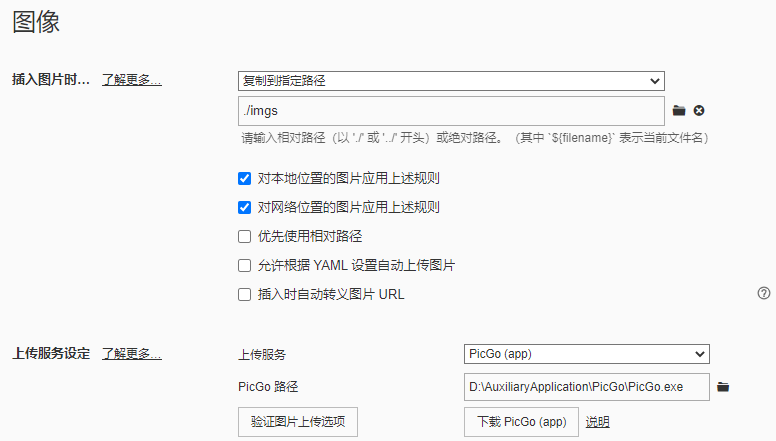 图像
插入图片时... 了解更多... 复制到指定路径
./imgs
请输入相对路径（以 './' 或 '../' 开头）或绝对路径。（其中 `${filename}` 表示当前文件名）
对本地位置的图片应用上述规则
对网络位置的图片应用上述规则
优先使用相对路径
允许根据 YAML 设置自动上传图片
插入时自动转义图片 URL
上传服务设定 了解更多... 上传服务 PicGo (app)
PicGo 路径 D:\AuxiliaryApplication\PicGo\PicGo.exe
验证图片上传选项 下载 PicGo (app) 说明